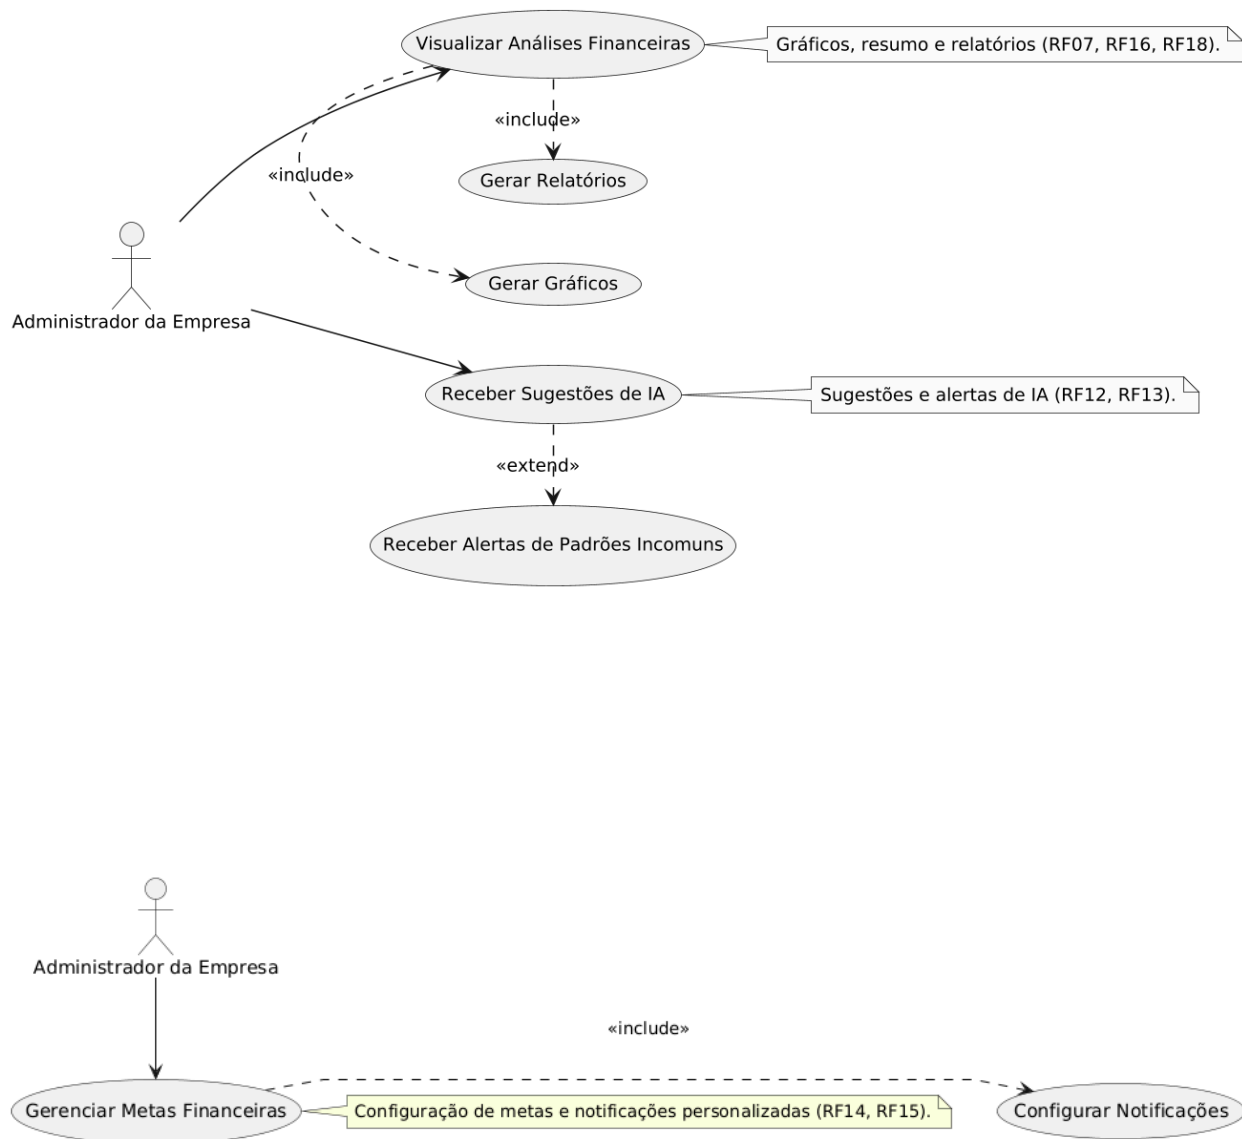 Visualizar Análises Financeiras
Gráficos, resumo e relatórios (RF07, RF16, RF18).
«include»
Gerar Relatórios
«include»
Gerar Gráficos
Administrador da Empresa
Receber Sugestões de IA
Sugestões e alertas de IA (RF12, RF13).
«extend»
Receber Alertas de Padrões Incomuns
Administrador da Empresa
«include»
Gerenciar Metas Financeiras
Configuração de metas e notificações personalizadas (RF14, RF15).
Configurar Notificações